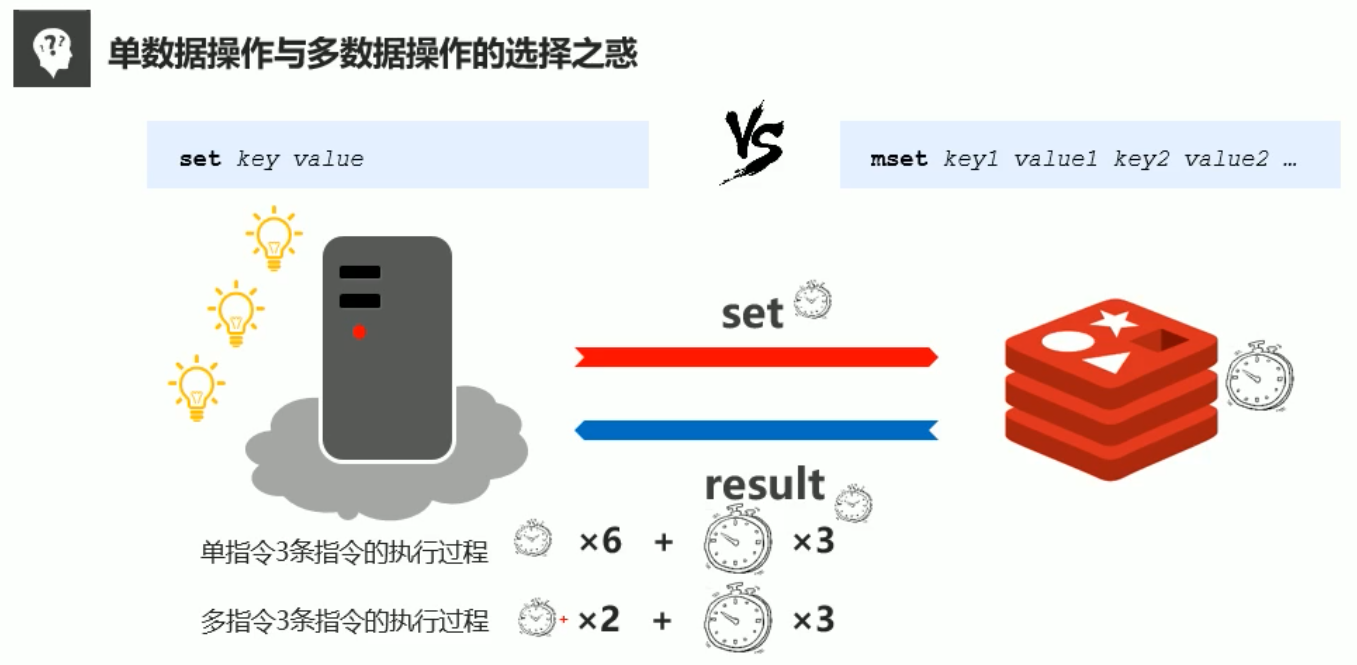 单数据操作与多数据操作的选择之惑
set key value
VS
mset key1 value1 key2 value2 …
set
result
单指令3条指令的执行过程 ×6 + ×3
多指令3条指令的执行过程 + ×2 + ×3